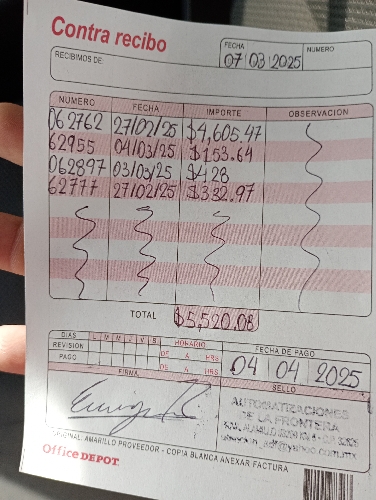 Contra recibo
FECHA
07 03 2025
NUMERO
RECIBIMOS DE:
NUMERO FECHA IMPORTE OBSERVACION
062762 27/02/25 $4,605.47
62955 04/03/25 $153.64
062897 03/03/25 $428
62777 27/02/25 $332.97
TOTAL $5,520.08
DIAS L M M J V S HORARIO FECHA DE PAGO
REVISION DE A HRS
PAGO DE A HRS
04 04 2025
FIRMA SELLO
AUTOMATIZACIONES
DE LA FRONTERA
ORIGINAL: AMARILLO PROVEEDOR - COPIA BLANCA ANEXAR FACTURA
Office DEPOT